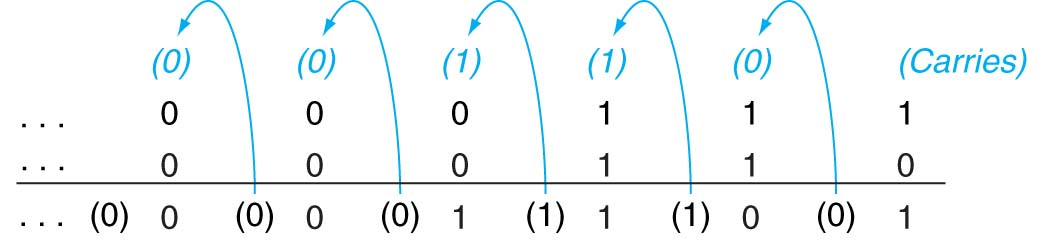 (0) (0) (1) (1) (0) (Carries)
. . . 0 0 0 1 1 1
. . . 0 0 0 1 1 0
. . . (0) 0 (0) 0 (0) 1 (1) 1 (1) 0 (0) 1